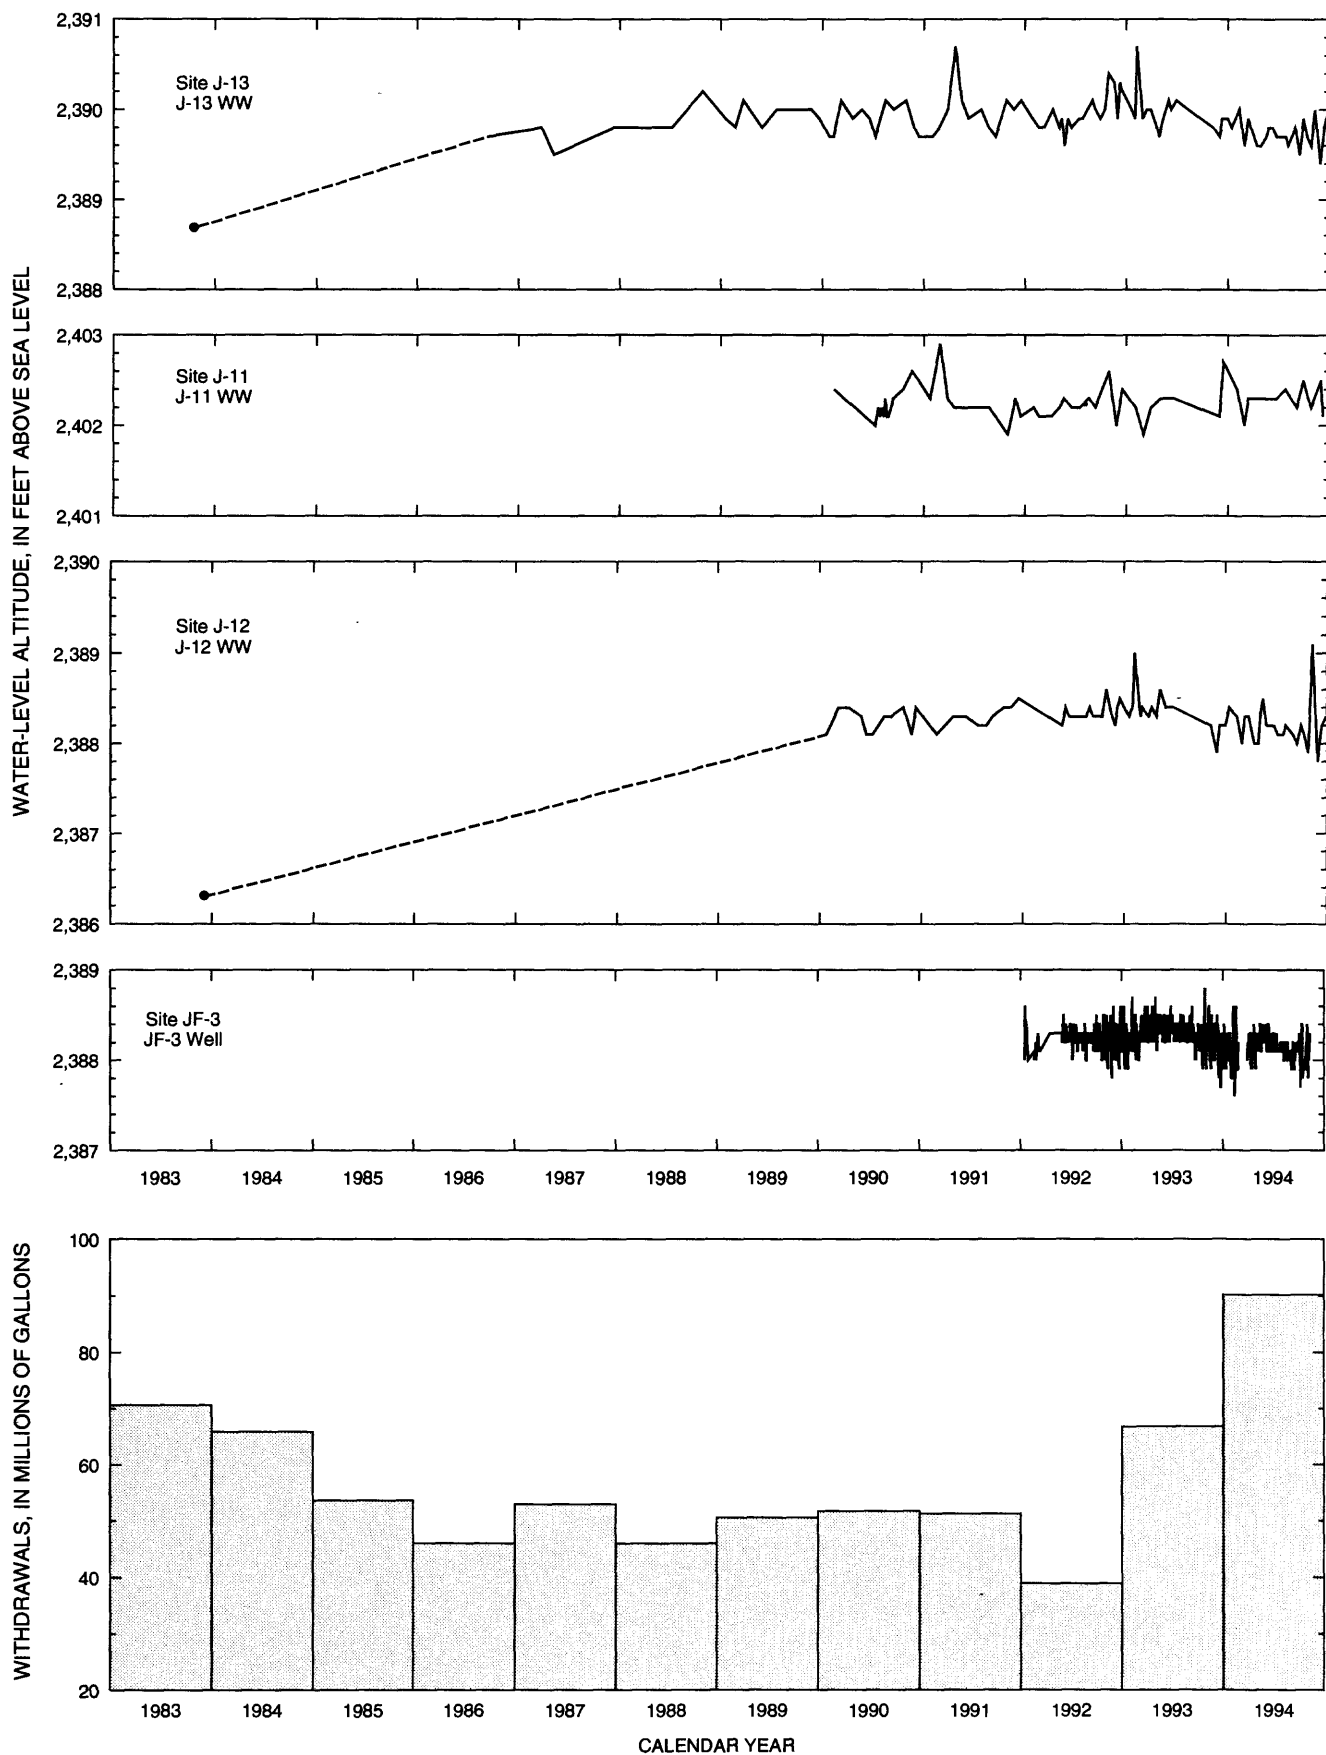 WATER-LEVEL ALTITUDE, IN FEET ABOVE SEA LEVEL
2,391
2,390
2,389
2,388
Site J-13
J-13 WW
2,403
2,402
2,401
Site J-11
J-11 WW
2,390
2,389
2,388
2,387
2,386
Site J-12
J-12 WW
2,389
2,388
2,387
Site JF-3
JF-3 Well
1983 1984 1985 1986 1987 1988 1989 1990 1991 1992 1993 1994
WITHDRAWALS, IN MILLIONS OF GALLONS
100
80
60
40
20
1983 1984 1985 1986 1987 1988 1989 1990 1991 1992 1993 1994
CALENDAR YEAR